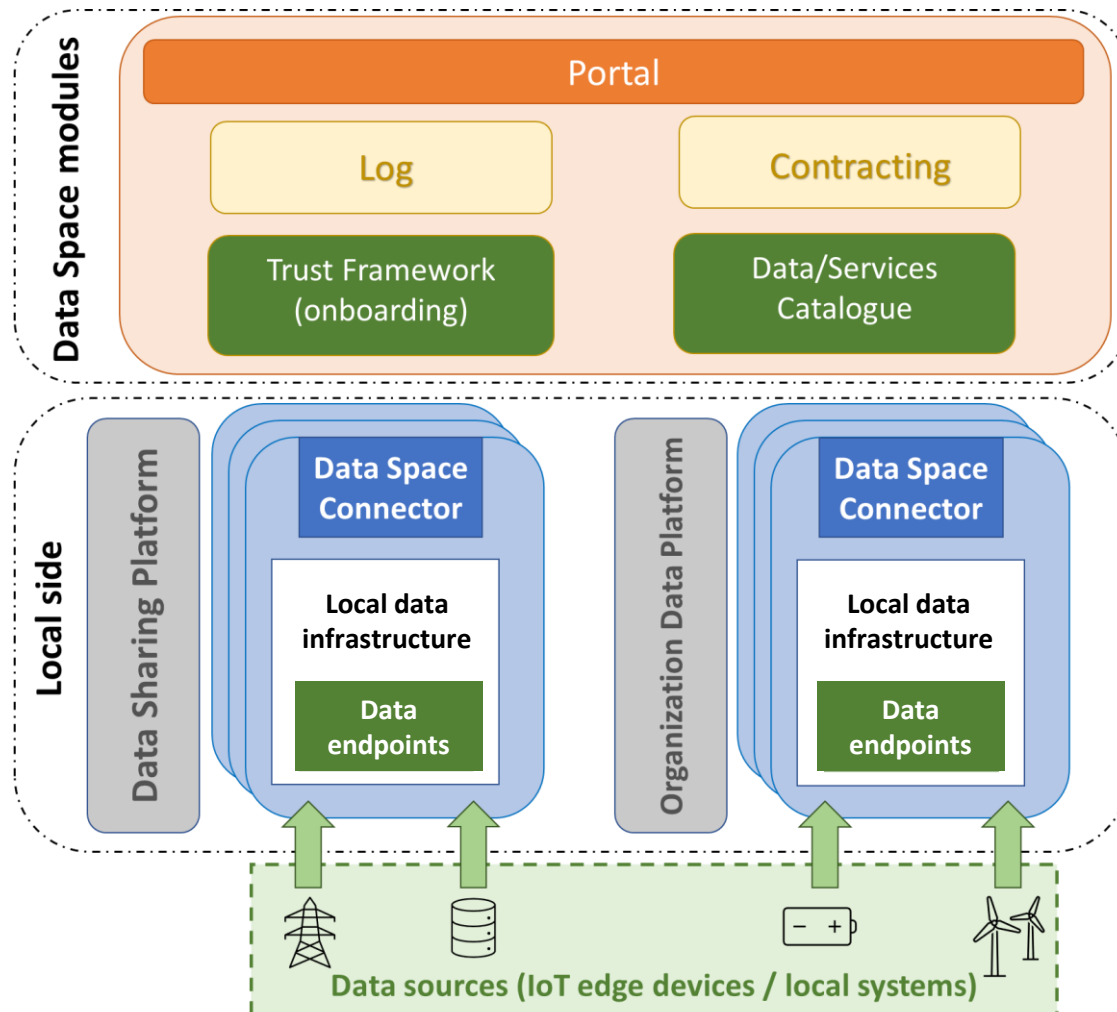 Data Space modules
Portal
Log
Contracting
Trust Framework
(onboarding)
Data/Services
Catalogue
Local side
Data Sharing Platform
Data Space
Connector
Local data
infrastructure
Data
endpoints
Organization Data Platform
Data Space
Connector
Local data
infrastructure
Data
endpoints
Data sources (IoT edge devices / local systems)